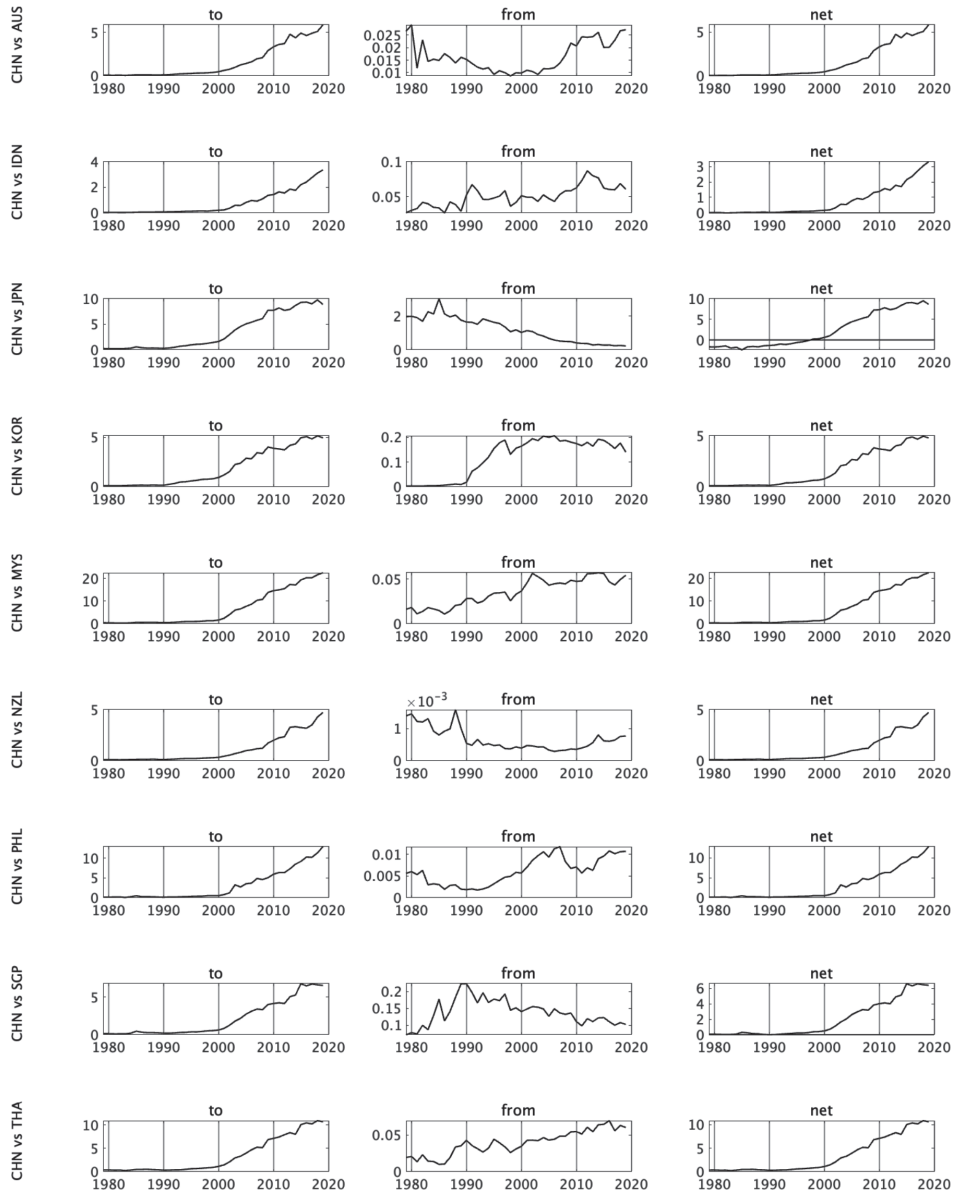 to from net
CHN vs AUS
5
0
0.025
0.02
0.015
0.01
5
0
1980 1990 2000 2010 2020 1980 1990 2000 2010 2020 1980 1990 2000 2010 2020
to from net
CHN vs IDN
4
2
0
0.1
0.05
3
2
1
0
1980 1990 2000 2010 2020 1980 1990 2000 2010 2020 1980 1990 2000 2010 2020
to from net
CHN vs JPN
10
5
0
2
0
10
5
0
1980 1990 2000 2010 2020 1980 1990 2000 2010 2020 1980 1990 2000 2010 2020
to from net
CHN vs KOR
5
0
0.2
0.1
0
5
0
1980 1990 2000 2010 2020 1980 1990 2000 2010 2020 1980 1990 2000 2010 2020
to from net
CHN vs MYS
20
10
0
0.05
0
20
10
0
1980 1990 2000 2010 2020 1980 1990 2000 2010 2020 1980 1990 2000 2010 2020
to from net
CHN vs NZL
5
0
×10⁻³
1
0
5
0
1980 1990 2000 2010 2020 1980 1990 2000 2010 2020 1980 1990 2000 2010 2020
to from net
CHN vs PHL
10
5
0
0.01
0.005
0
10
5
0
1980 1990 2000 2010 2020 1980 1990 2000 2010 2020 1980 1990 2000 2010 2020
to from net
CHN vs SGP
5
0
0.2
0.15
0.1
6
4
2
0
1980 1990 2000 2010 2020 1980 1990 2000 2010 2020 1980 1990 2000 2010 2020
to from net
CHN vs THA
10
5
0
0.05
0
10
5
0
1980 1990 2000 2010 2020 1980 1990 2000 2010 2020 1980 1990 2000 2010 2020